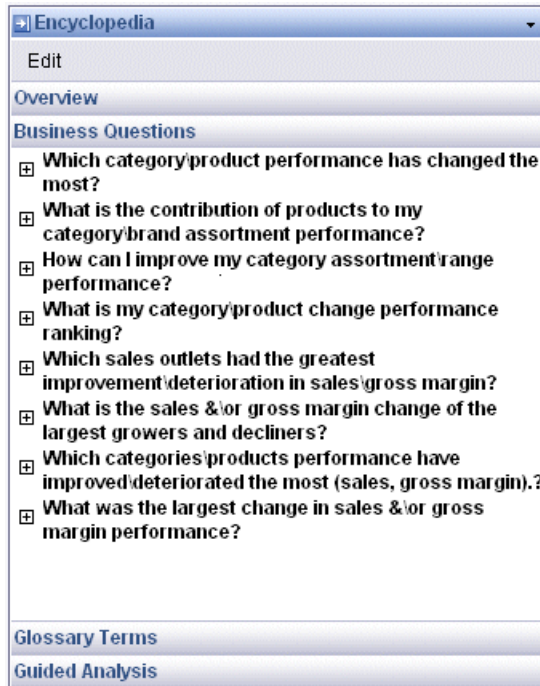 Encyclopedia
Edit
Overview
Business Questions
Which category\product performance has changed the
most?
What is the contribution of products to my
category\brand assortment performance?
How can I improve my category assortment\range
performance?
What is my category\product change performance
ranking?
Which sales outlets had the greatest
improvement\deterioration in sales\gross margin?
What is the sales &\or gross margin change of the
largest growers and decliners?
Which categories\products performance have
improved\deteriorated the most (sales, gross margin).?
What was the largest change in sales &\or gross
margin performance?
Glossary Terms
Guided Analysis